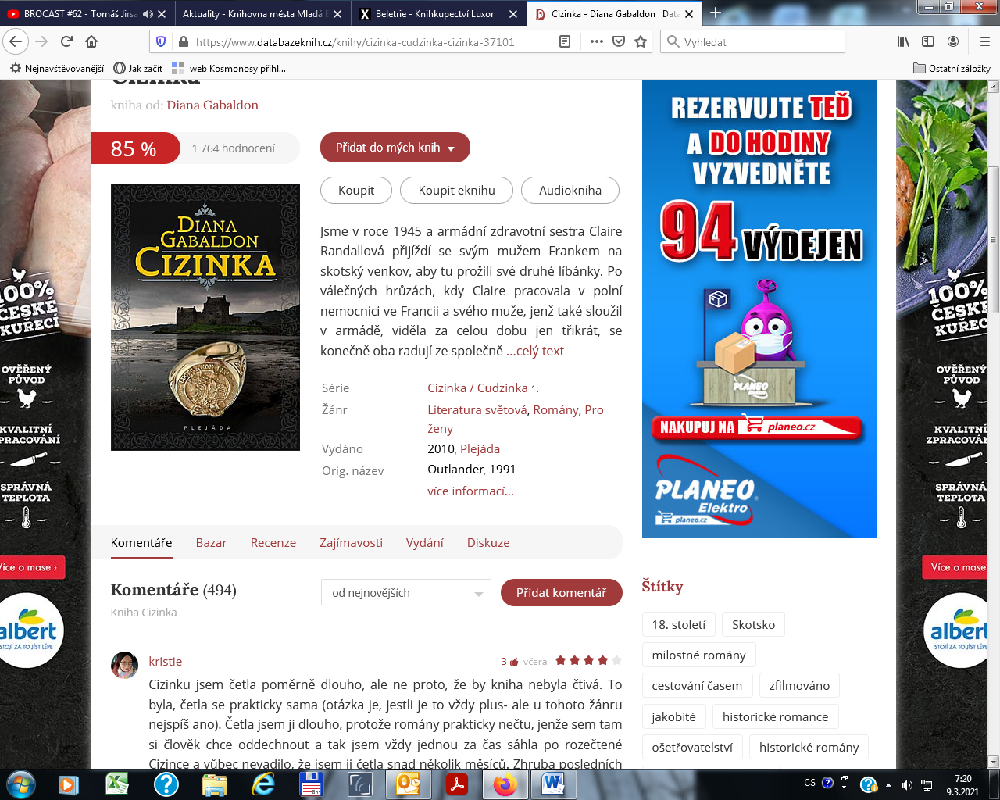 BROCAST #62 - Tomáš Jirsa
Aktuality - Knihovna města Mladá B
Beletrie - Knihkupectví Luxor
Cizinka - Diana Gabaldon | Data
https://www.databazeknih.cz/knihy/cizinka-cudzinka-cizinka-37101
Vyhledat
Nejnavštěvovanější
Jak začít
web Kosmonosy přihl...
Ostatní záložky
Cizinka
kniha od: Diana Gabaldon
85 %
1 764 hodnocení
Přidat do mých knih
Koupit
Koupit eknihu
Audiokniha
DIANA
GABALDON
CIZINKA
PLEJÁDA
Jsme v roce 1945 a armádní zdravotní sestra Claire
Randallová přijíždí se svým mužem Frankem na
skotský venkov, aby tu prožili své druhé líbánky. Po
válečných hrůzách, kdy Claire pracovala v polní
nemocnici ve Francii a svého muže, jenž také sloužil
v armádě, viděla za celou dobu jen třikrát, se
konečně oba radují ze společně ...celý text
Série Cizinka / Cudzinka 1.
Žánr Literatura světová, Romány, Pro
ženy
Vydáno 2010, Plejáda
Orig. název Outlander, 1991
více informací...
Komentáře
Bazar
Recenze
Zajímavosti
Vydání
Diskuze
Komentáře (494)
Kniha Cizinka
od nejnovějších
Přidat komentář
kristie
3
včera
Cizinku jsem četla poměrně dlouho, ale ne proto, že by kniha nebyla čtivá. To
byla, četla se prakticky sama (otázka je, jestli je to vždy plus- ale u tohoto žánru
nejspíš ano). Četla jsem ji dlouho, protože romány prakticky nečtu, jenže sem tam
si člověk chce oddechnout a tak jsem vždy jednou za čas sáhla po rozečtené
Cizince a vůbec nevadilo, že jsem ji četla snad několik měsíců. Zhruba posledních
REZERVUJTE TEĎ
A DO HODINY
VYZVEDNĚTE
94 VÝDEJEN
PLANEO
NAKUPUJ NA planeo.cz
PLANEO
Elektro
planeo.cz
Štítky
18. století
Skotsko
milostné romány
cestování časem
zfilmováno
jakobité
historické romance
ošetřovatelství
historické romány
100%
ČESKÉ
KUŘECÍ
OVĚŘENÝ
PŮVOD
KVALITNÍ
ZPRACOVÁNÍ
SPRÁVNÁ
TEPLOTA
Více o mase
albert
STOJÍ ZA TO JÍST LÉPE
100%
ČESKÉ
KUŘECÍ
OVĚŘENÝ
PŮVOD
KVALITNÍ
ZPRACOVÁNÍ
SPRÁVNÁ
TEPLOTA
Více o mase
albert
STOJÍ ZA TO JÍST LÉPE
CS
7:20
9.3.2021